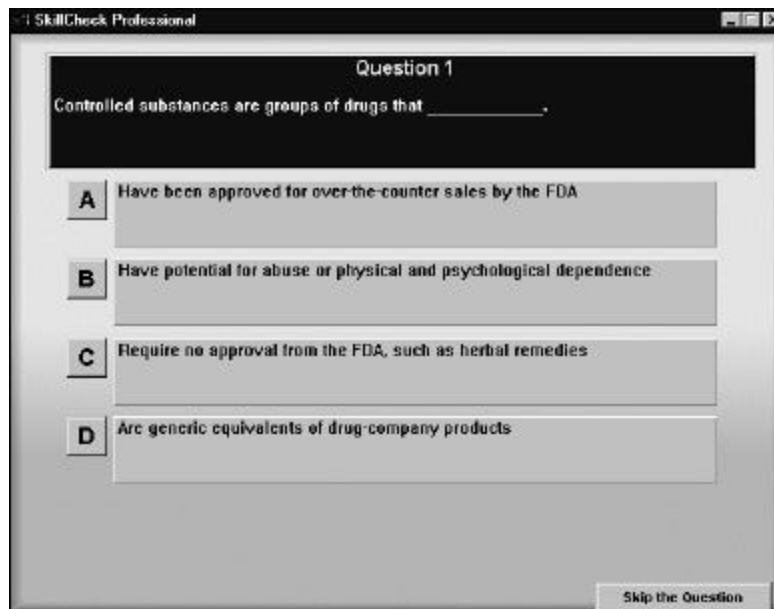 SkillCheck Professional
Question 1
Controlled substances are groups of drugs that ____________.
A
Have been approved for over-the-counter sales by the FDA
B
Have potential for abuse or physical and psychological dependence
C
Require no approval from the FDA, such as herbal remedies
D
Are generic equivalents of drug-company products
Skip the Question